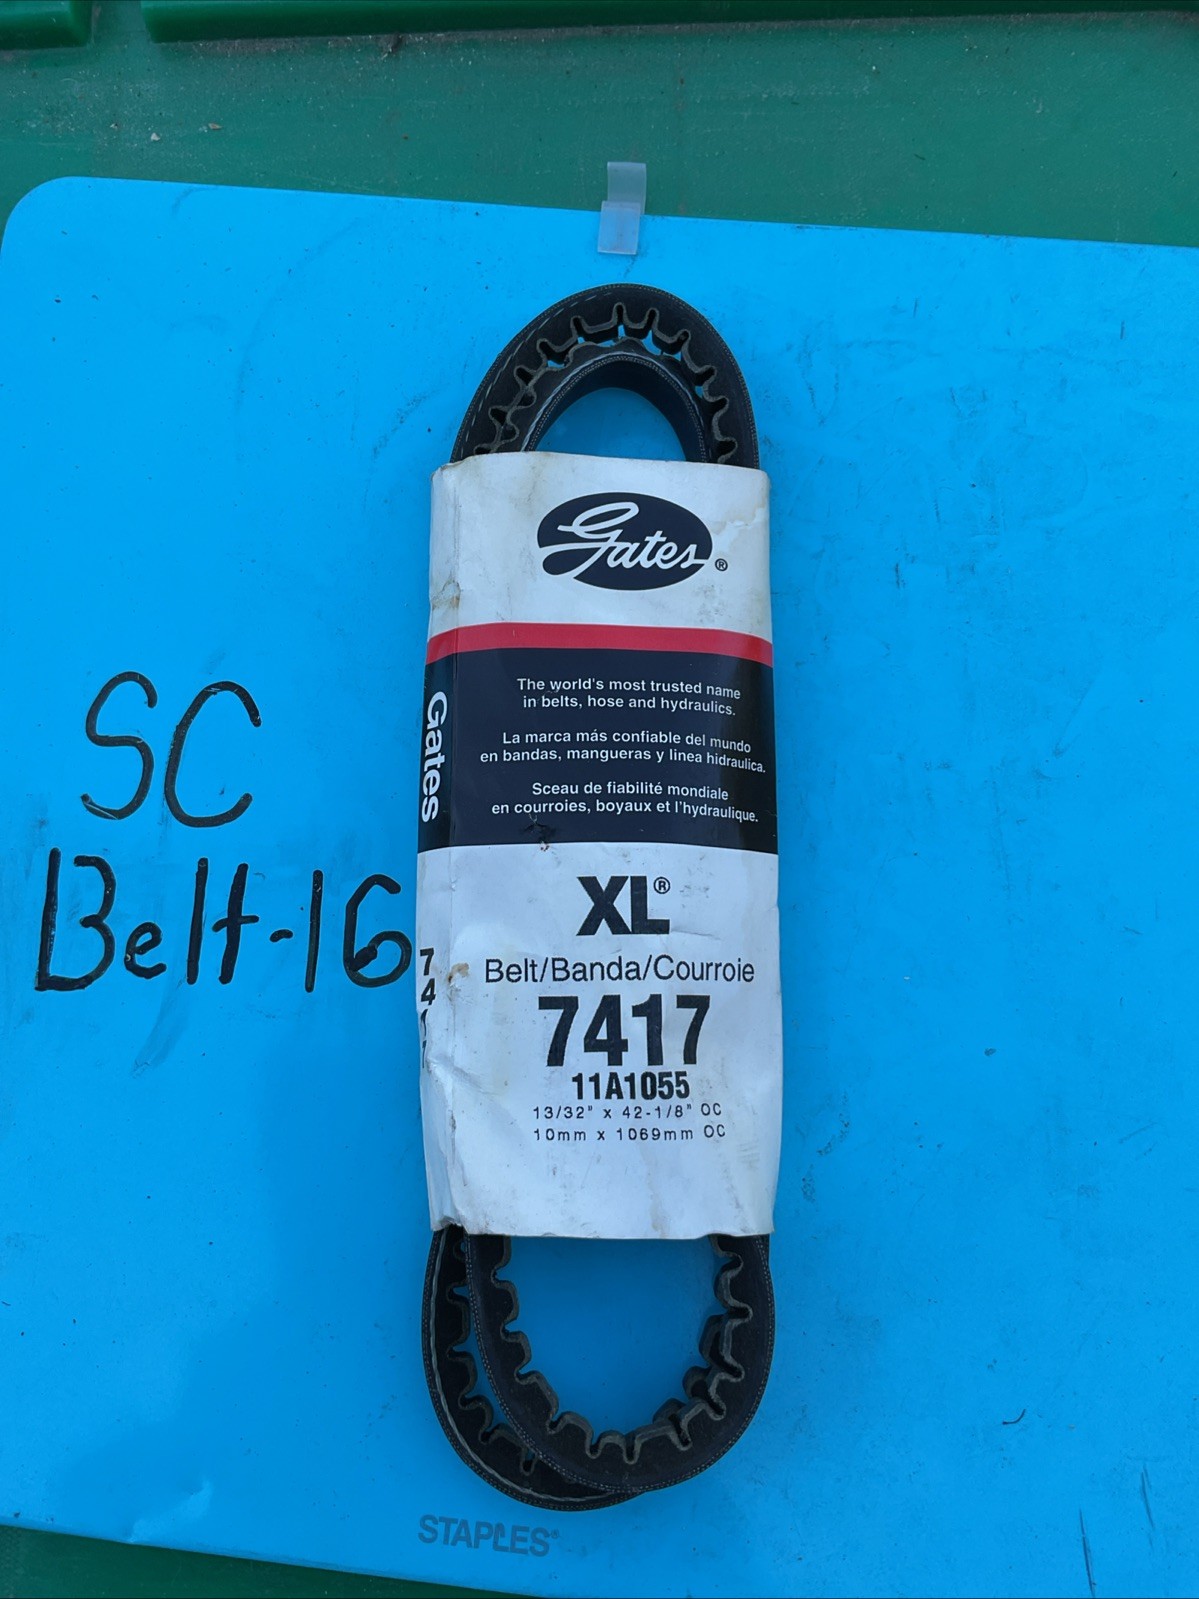 Gates®
The world's most trusted name
in belts, hose and hydraulics.
La marca más confiable del mundo
en bandas, mangueras y linea hidraulica.
Sceau de fiabilité mondiale
en courroies, boyaux et l'hydraulique.
Gates
SC
Belt-16
XL®
Belt/Banda/Courroie
7417
11A1055
13/32" x 42-1/8" OC
10mm x 1069mm OC
7417
STAPLES®